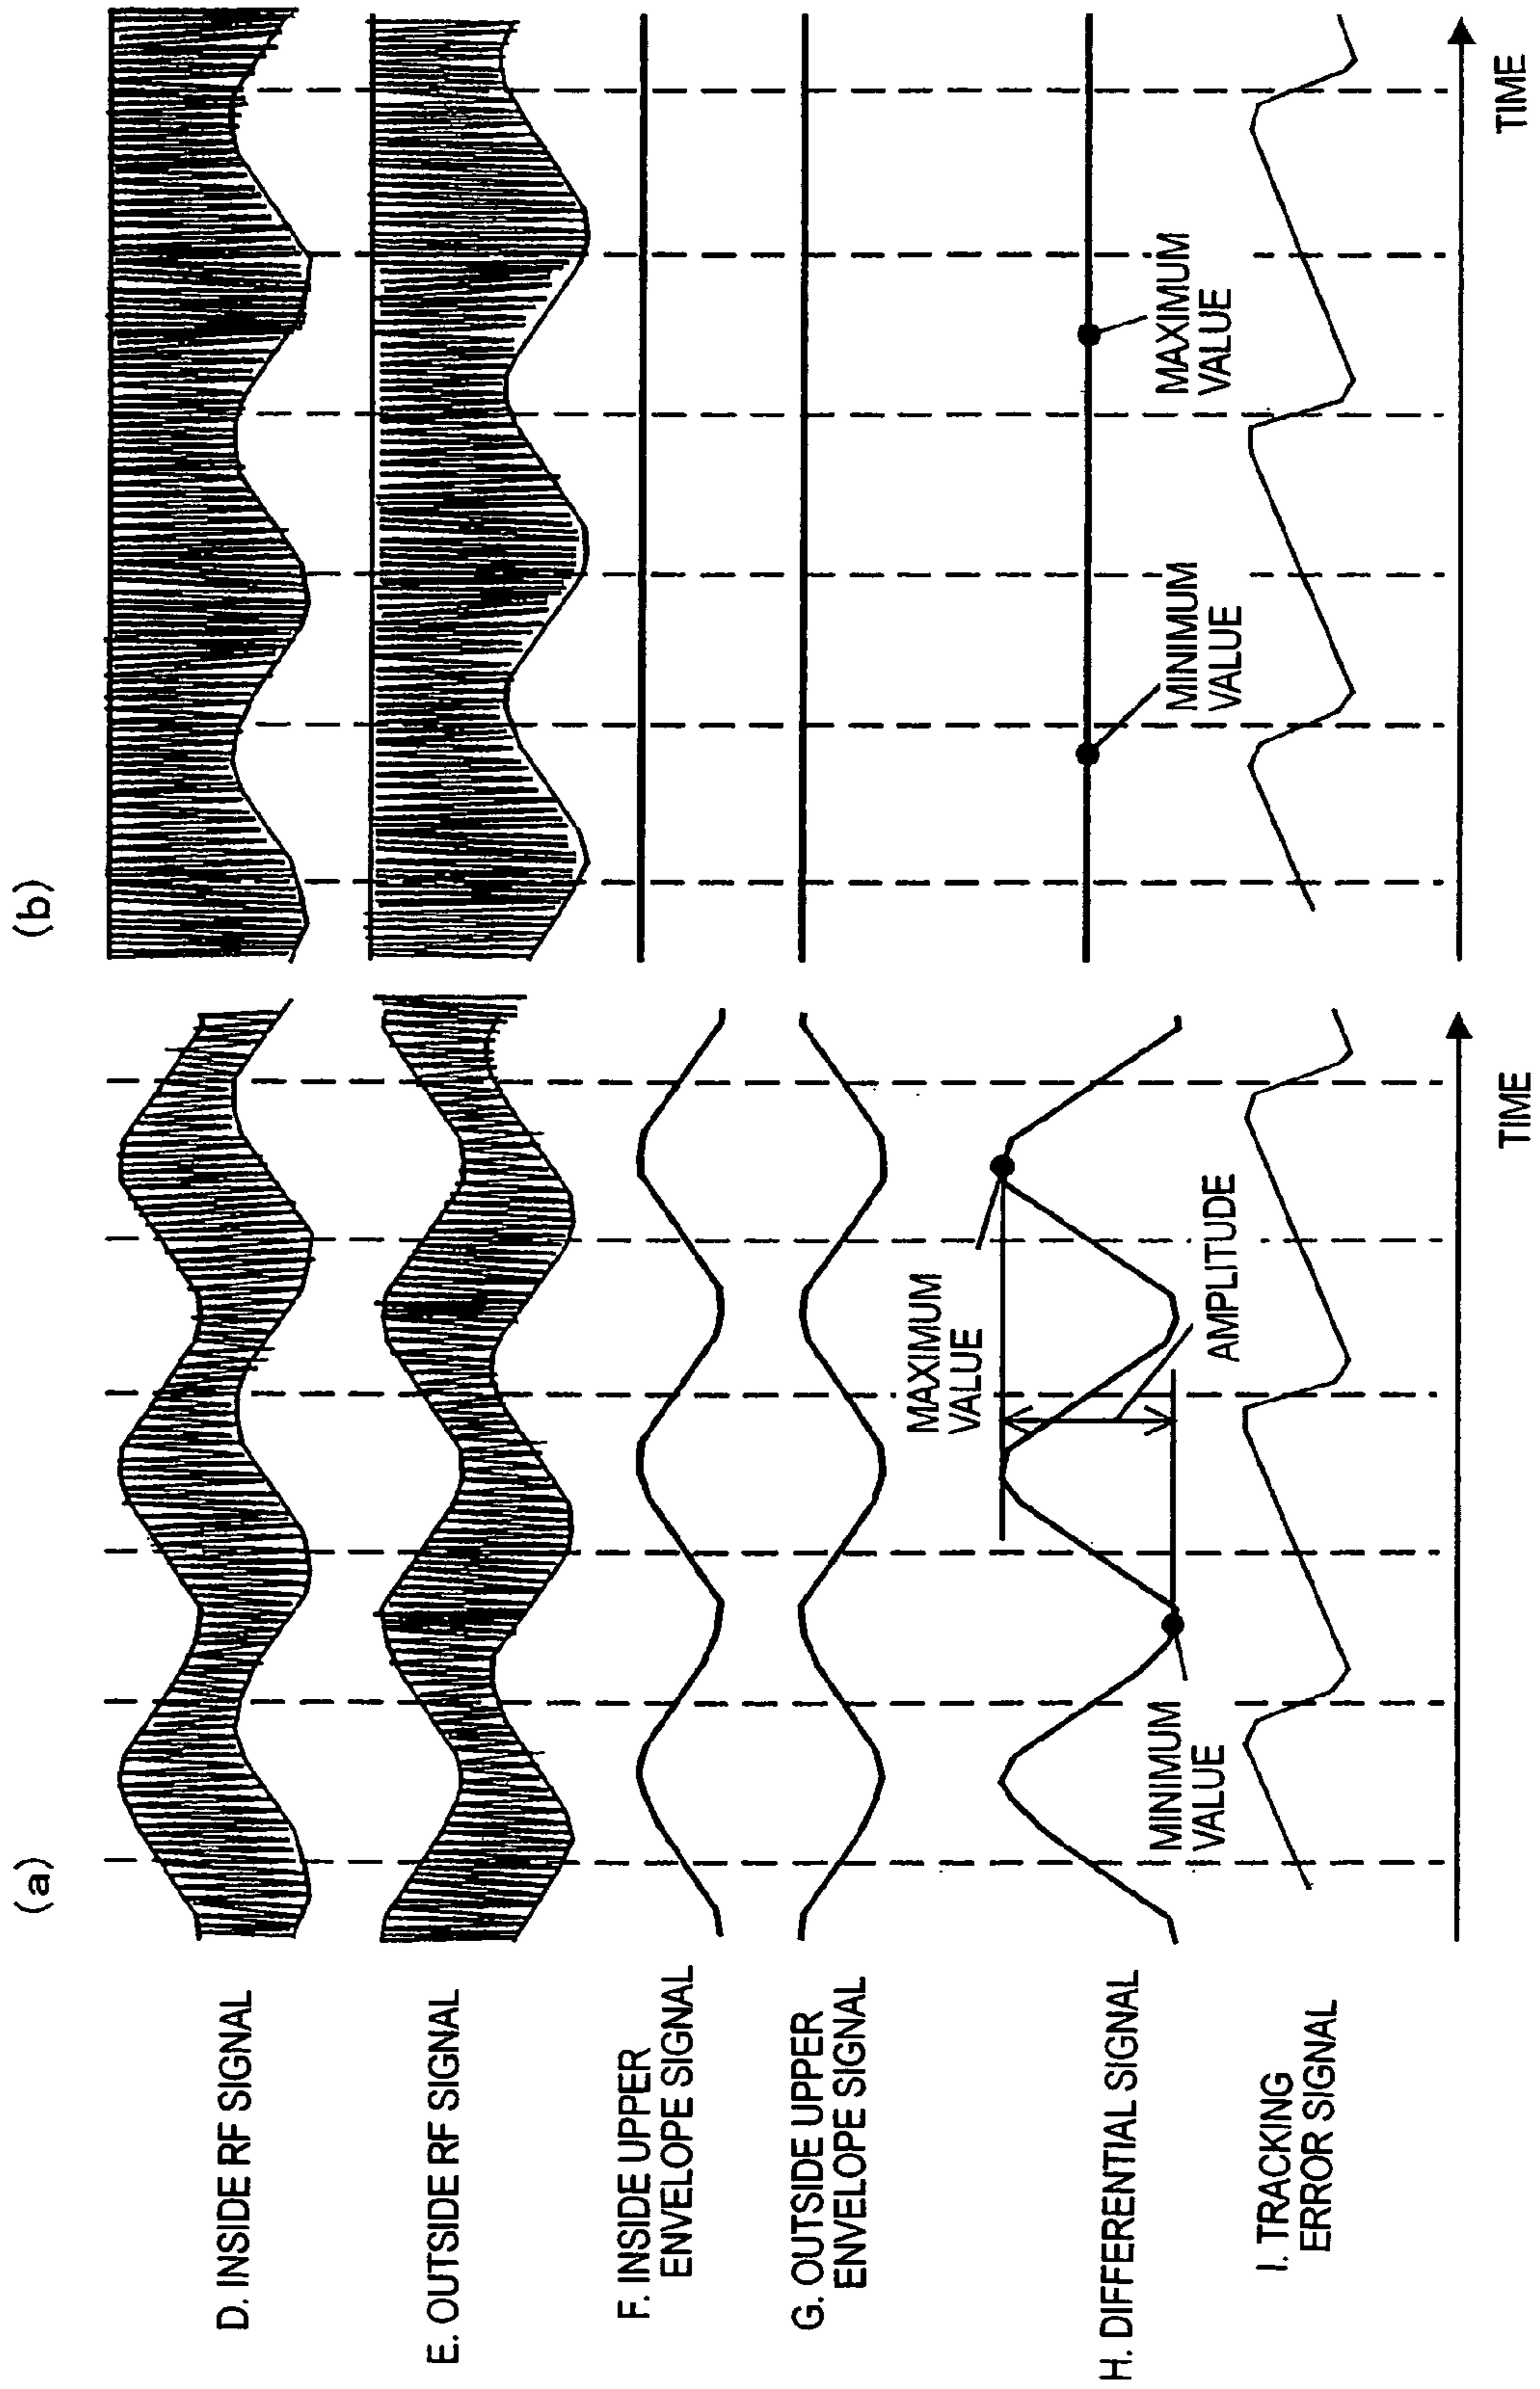 (a)
(b)
D. INSIDE RF SIGNAL
E. OUTSIDE RF SIGNAL
F. INSIDE UPPER
ENVELOPE SIGNAL
G. OUTSIDE UPPER
ENVELOPE SIGNAL
H. DIFFERENTIAL SIGNAL
MAXIMUM
VALUE
MINIMUM
VALUE
AMPLITUDE
MINIMUM
VALUE
MAXIMUM
VALUE
I. TRACKING
ERROR SIGNAL
TIME
TIME